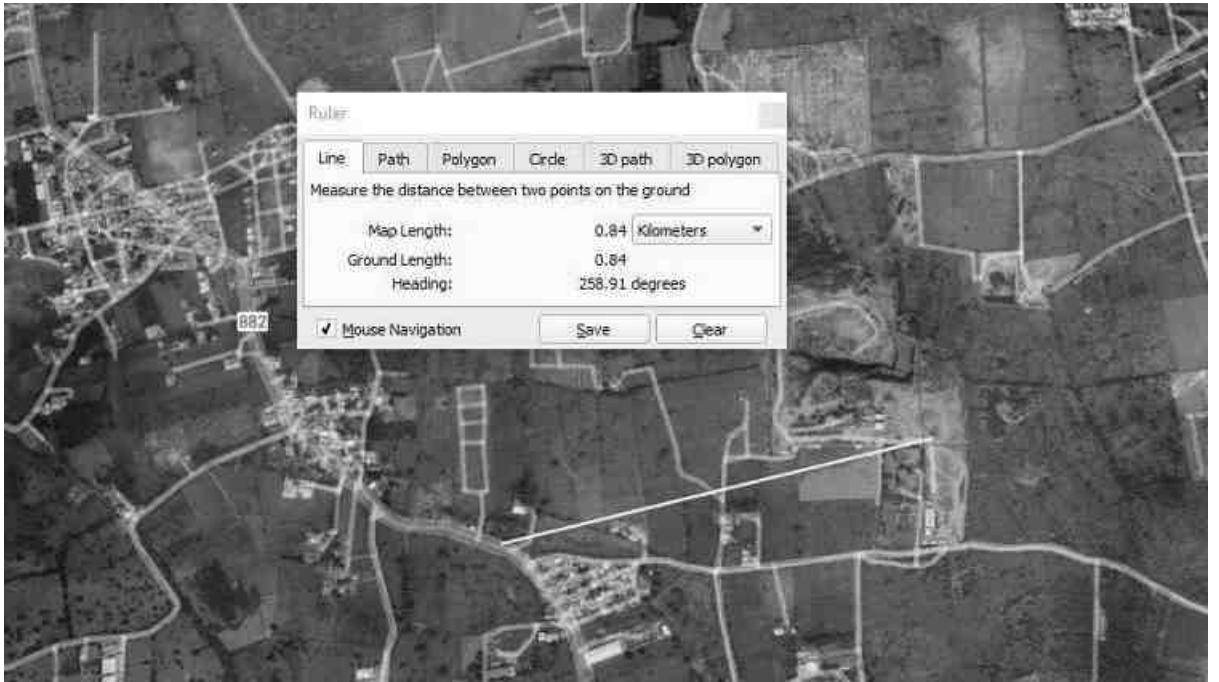 Ruler
Line Path Polygon Circle 3D path 3D polygon
Measure the distance between two points on the ground
Map Length: 0.84 Kilometers
Ground Length: 0.84
Heading: 258.91 degrees
882
Mouse Navigation Save Clear